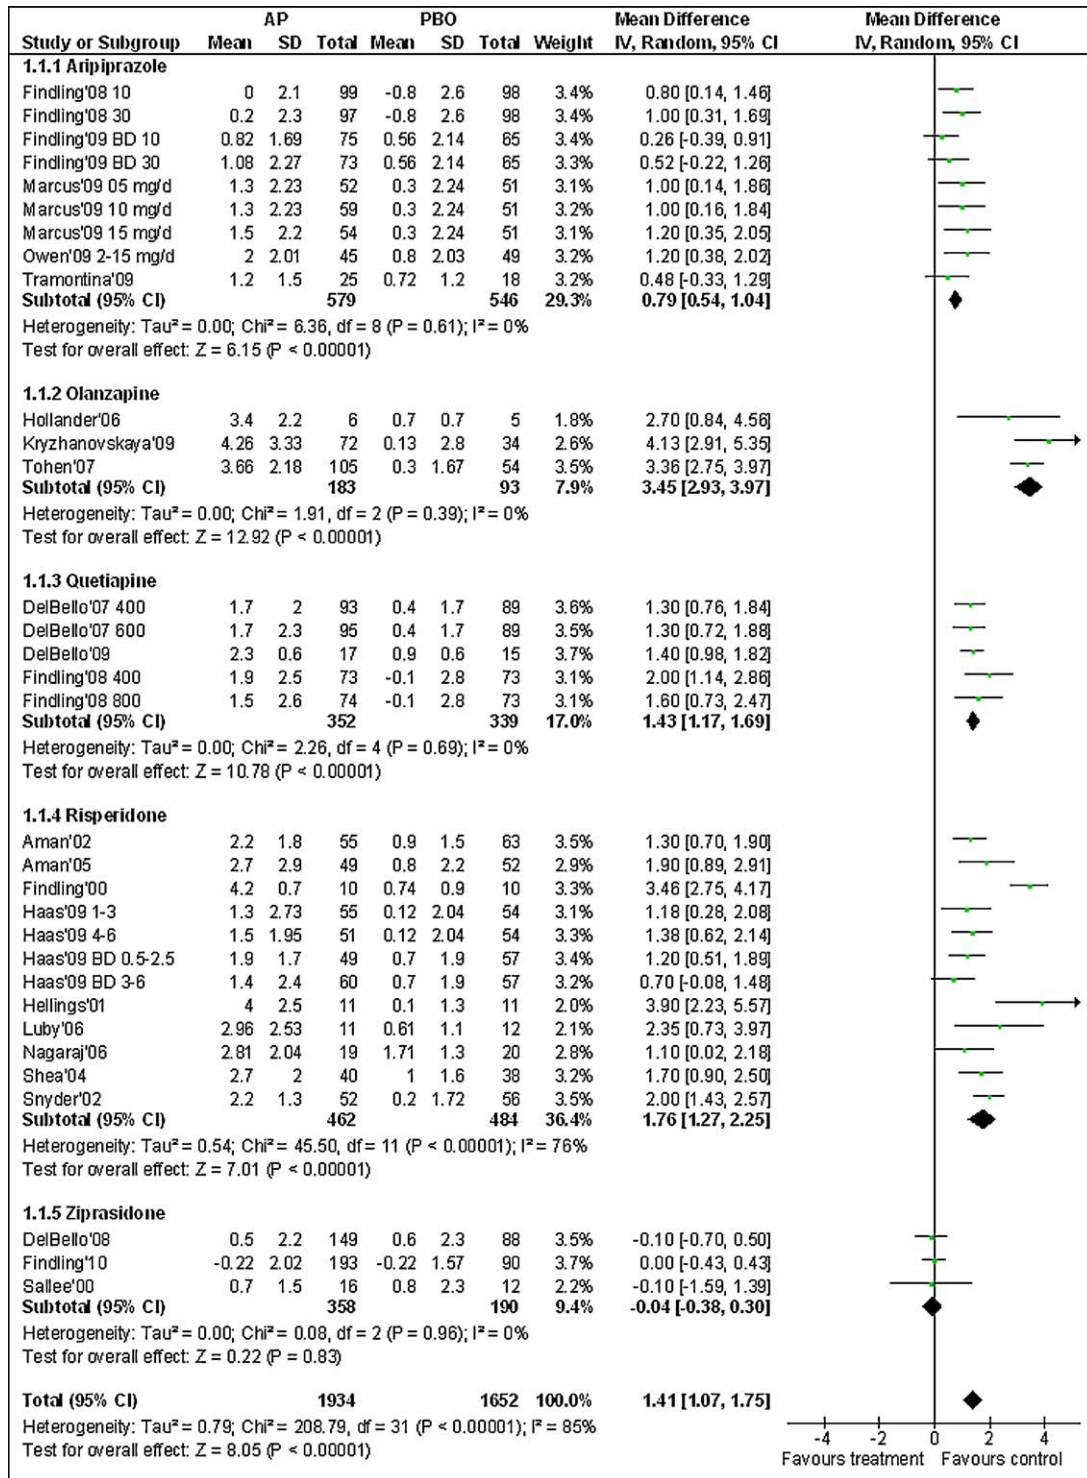 AP PBO Mean Difference Mean Difference
Study or Subgroup Mean SD Total Mean SD Total Weight IV, Random, 95% CI IV, Random, 95% CI
1.1.1 Aripiprazole
Findling'08 10 0 2.1 99 -0.8 2.6 98 3.4% 0.80 [0.14, 1.46]
Findling'08 30 0.2 2.3 97 -0.8 2.6 98 3.4% 1.00 [0.31, 1.69]
Findling'09 BD 10 0.82 1.69 75 0.56 2.14 65 3.4% 0.26 [-0.39, 0.91]
Findling'09 BD 30 1.08 2.27 73 0.56 2.14 65 3.3% 0.52 [-0.22, 1.26]
Marcus'09 05 mg/d 1.3 2.23 52 0.3 2.24 51 3.1% 1.00 [0.14, 1.86]
Marcus'09 10 mg/d 1.3 2.23 59 0.3 2.24 51 3.2% 1.00 [0.16, 1.84]
Marcus'09 15 mg/d 1.5 2.2 54 0.3 2.24 51 3.1% 1.20 [0.35, 2.05]
Owen'09 2-15 mg/d 2 2.01 45 0.8 2.03 49 3.2% 1.20 [0.38, 2.02]
Tramontina'09 1.2 1.5 25 0.72 1.2 18 3.2% 0.48 [-0.33, 1.29]
Subtotal (95% CI) 579 546 29.3% 0.79 [0.54, 1.04]
Heterogeneity: Tau² = 0.00; Chi² = 6.36, df = 8 (P = 0.61); I² = 0%
Test for overall effect: Z = 6.15 (P < 0.00001)
1.1.2 Olanzapine
Hollander'06 3.4 2.2 6 0.7 0.7 5 1.8% 2.70 [0.84, 4.56]
Kryzhanovskaya'09 4.26 3.33 72 0.13 2.8 34 2.6% 4.13 [2.91, 5.35]
Tohen'07 3.66 2.18 105 0.3 1.67 54 3.5% 3.36 [2.75, 3.97]
Subtotal (95% CI) 183 93 7.9% 3.45 [2.93, 3.97]
Heterogeneity: Tau² = 0.00; Chi² = 1.91, df = 2 (P = 0.39); I² = 0%
Test for overall effect: Z = 12.92 (P < 0.00001)
1.1.3 Quetiapine
DelBello'07 400 1.7 2 93 0.4 1.7 89 3.6% 1.30 [0.76, 1.84]
DelBello'07 600 1.7 2.3 95 0.4 1.7 89 3.5% 1.30 [0.72, 1.88]
DelBello'09 2.3 0.6 17 0.9 0.6 15 3.7% 1.40 [0.98, 1.82]
Findling'08 400 1.9 2.5 73 -0.1 2.8 73 3.1% 2.00 [1.14, 2.86]
Findling'08 800 1.5 2.6 74 -0.1 2.8 73 3.1% 1.60 [0.73, 2.47]
Subtotal (95% CI) 352 339 17.0% 1.43 [1.17, 1.69]
Heterogeneity: Tau² = 0.00; Chi² = 2.26, df = 4 (P = 0.69); I² = 0%
Test for overall effect: Z = 10.78 (P < 0.00001)
1.1.4 Risperidone
Aman'02 2.2 1.8 55 0.9 1.5 63 3.5% 1.30 [0.70, 1.90]
Aman'05 2.7 2.9 49 0.8 2.2 52 2.9% 1.90 [0.89, 2.91]
Findling'00 4.2 0.7 10 0.74 0.9 10 3.3% 3.46 [2.75, 4.17]
Haas'09 1-3 1.3 2.73 55 0.12 2.04 54 3.1% 1.18 [0.28, 2.08]
Haas'09 4-6 1.5 1.95 51 0.12 2.04 54 3.3% 1.38 [0.62, 2.14]
Haas'09 BD 0.5-2.5 1.9 1.7 49 0.7 1.9 57 3.4% 1.20 [0.51, 1.89]
Haas'09 BD 3-6 1.4 2.4 60 0.7 1.9 57 3.2% 0.70 [-0.08, 1.48]
Hellings'01 4 2.5 11 0.1 1.3 11 2.0% 3.90 [2.23, 5.57]
Luby'06 2.96 2.53 11 0.61 1.1 12 2.1% 2.35 [0.73, 3.97]
Nagaraj'06 2.81 2.04 19 1.71 1.3 20 2.8% 1.10 [0.02, 2.18]
Shea'04 2.7 2 40 1 1.6 38 3.2% 1.70 [0.90, 2.50]
Snyder'02 2.2 1.3 52 0.2 1.72 56 3.5% 2.00 [1.43, 2.57]
Subtotal (95% CI) 462 484 36.4% 1.76 [1.27, 2.25]
Heterogeneity: Tau² = 0.54; Chi² = 45.50, df = 11 (P < 0.00001); I² = 76%
Test for overall effect: Z = 7.01 (P < 0.00001)
1.1.5 Ziprasidone
DelBello'08 0.5 2.2 149 0.6 2.3 88 3.5% -0.10 [-0.70, 0.50]
Findling'10 -0.22 2.02 193 -0.22 1.57 90 3.7% 0.00 [-0.43, 0.43]
Sallee'00 0.7 1.5 16 0.8 2.3 12 2.2% -0.10 [-1.59, 1.39]
Subtotal (95% CI) 358 190 9.4% -0.04 [-0.38, 0.30]
Heterogeneity: Tau² = 0.00; Chi² = 0.08, df = 2 (P = 0.96); I² = 0%
Test for overall effect: Z = 0.22 (P = 0.83)
Total (95% CI) 1934 1652 100.0% 1.41 [1.07, 1.75]
Heterogeneity: Tau² = 0.79; Chi² = 208.79, df = 31 (P < 0.00001); I² = 85%
Test for overall effect: Z = 8.05 (P < 0.00001)
-4 -2 0 2 4
Favours treatment Favours control